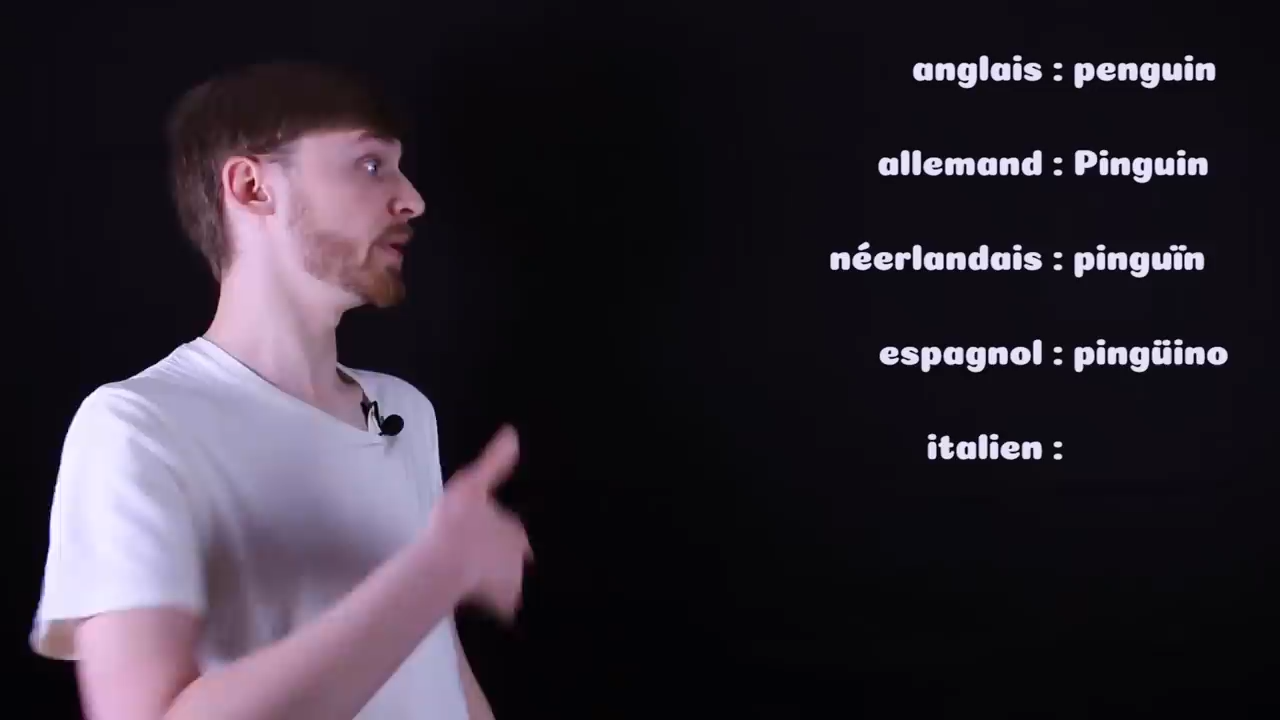 anglais : penguin
allemand : Pinguin
néerlandais : pinguïn
espagnol : pingüino
italien :